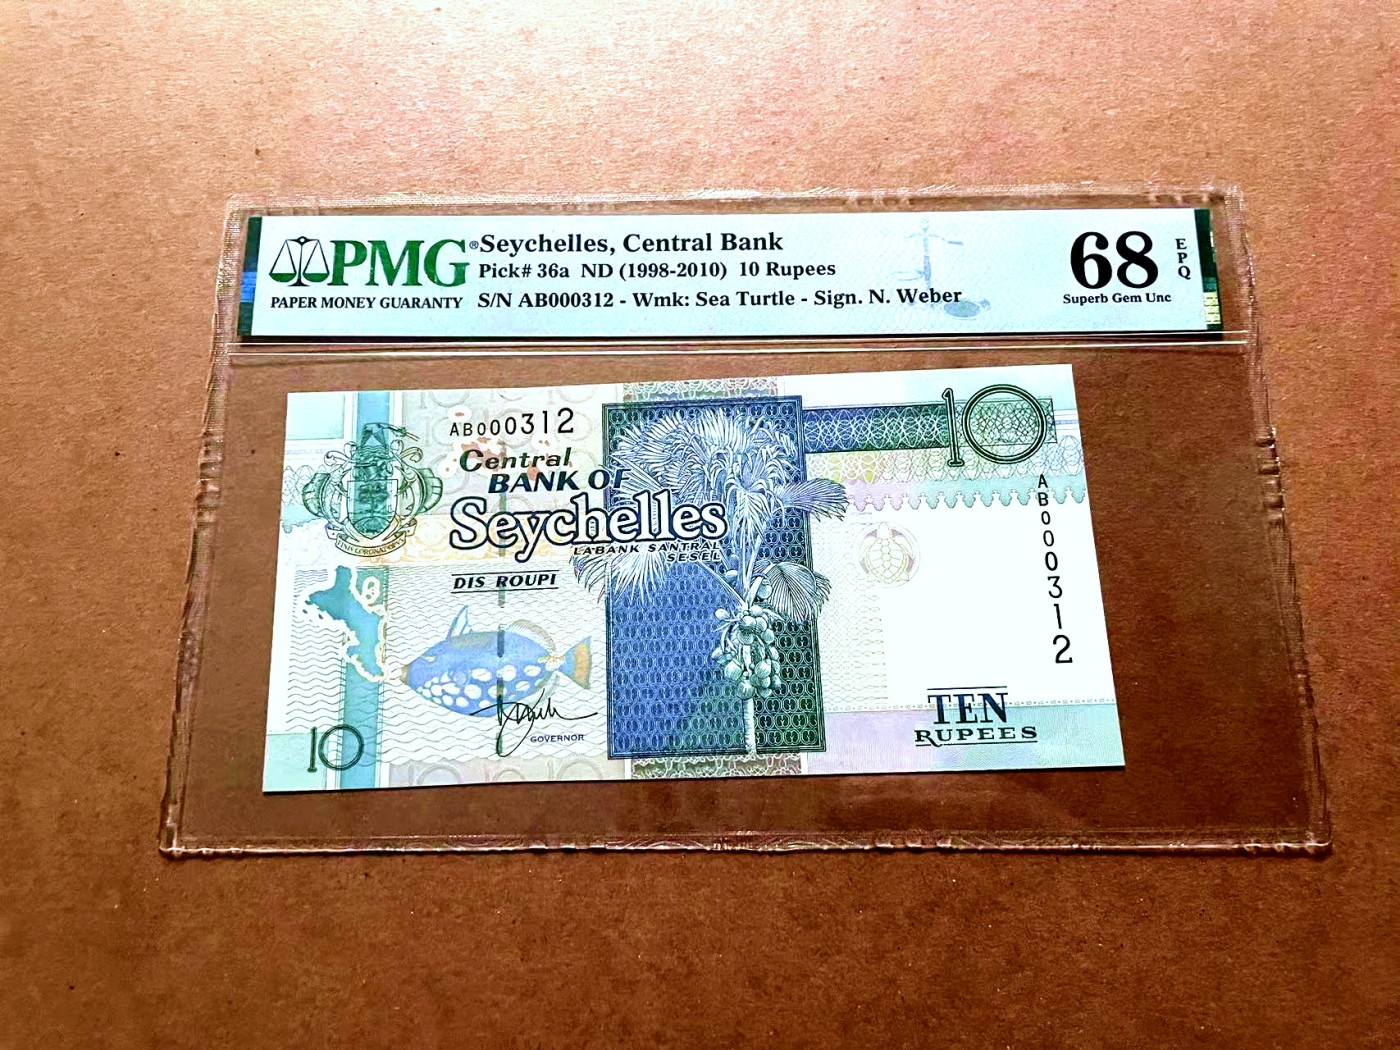 PMG®
PAPER MONEY GUARANTY
Seychelles, Central Bank
Pick# 36a ND (1998-2010) 10 Rupees
S/N AB000312 - Wmk: Sea Turtle - Sign. N. Weber
68
EPQ
Superb Gem Unc
AB000312
Central
BANK OF
Seychelles
LABANK SANTRAL
SESEL
DIS ROUPI
10
AB000312
GOVERNOR
10
TEN
RUPEES